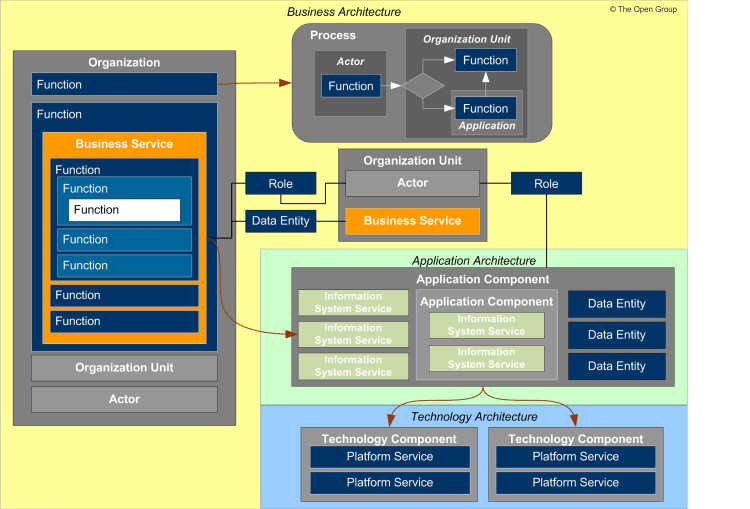 Business Architecture
© The Open Group
Organization
Function
Function
Business Service
Function
Function
Function
Function
Function
Function
Function
Organization Unit
Actor
Process
Actor
Function
Organization Unit
Function
Function
Application
Role
Data Entity
Organization Unit
Actor
Business Service
Role
Application Architecture
Application Component
Information
System Service
Information
System Service
Information
System Service
Application Component
Information
System Service
Information
System Service
Data Entity
Data Entity
Data Entity
Technology Architecture
Technology Component
Platform Service
Platform Service
Technology Component
Platform Service
Platform Service